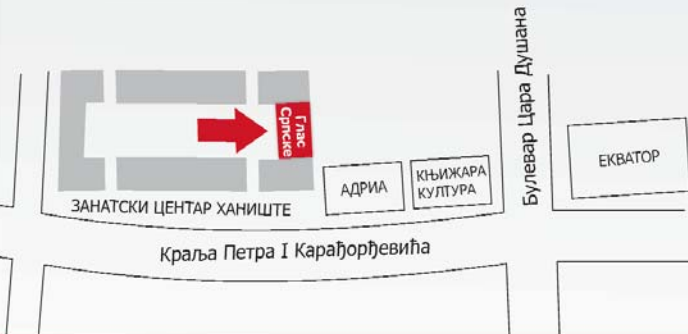 Булевар Цара Душана
Глас
Српске
ЕКВАТОР
АДРИА
КЊИЖАРА
КУЛТУРА
ЗАНАТСКИ ЦЕНТАР ХАНИШТЕ
Краља Петра I Карађорђевића